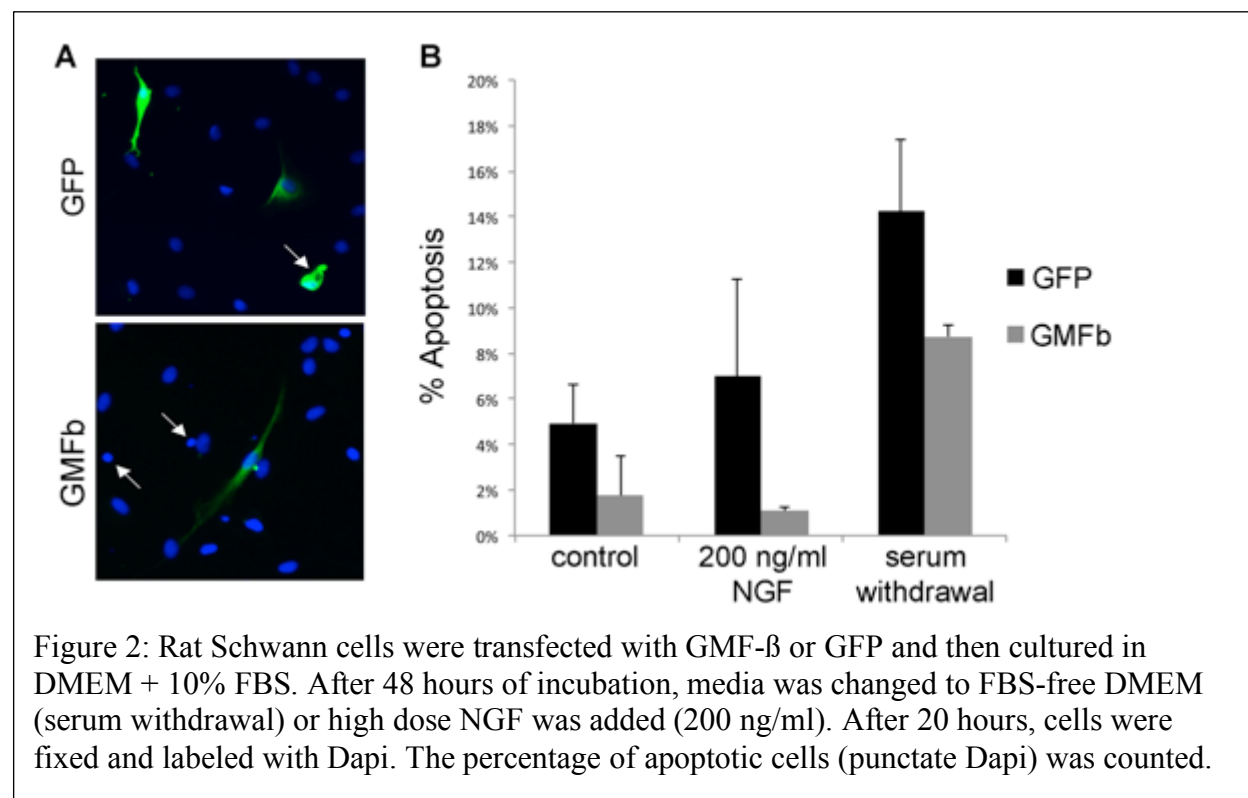 A
B
GFP
GMFb
% Apoptosis
20%
18%
16%
14%
12%
10%
8%
6%
4%
2%
0%
control
200 ng/ml
NGF
serum
withdrawal
GFP
GMFb
Figure 2: Rat Schwann cells were transfected with GMF-ß or GFP and then cultured in
DMEM + 10% FBS. After 48 hours of incubation, media was changed to FBS-free DMEM
(serum withdrawal) or high dose NGF was added (200 ng/ml). After 20 hours, cells were
fixed and labeled with Dapi. The percentage of apoptotic cells (punctate Dapi) was counted.